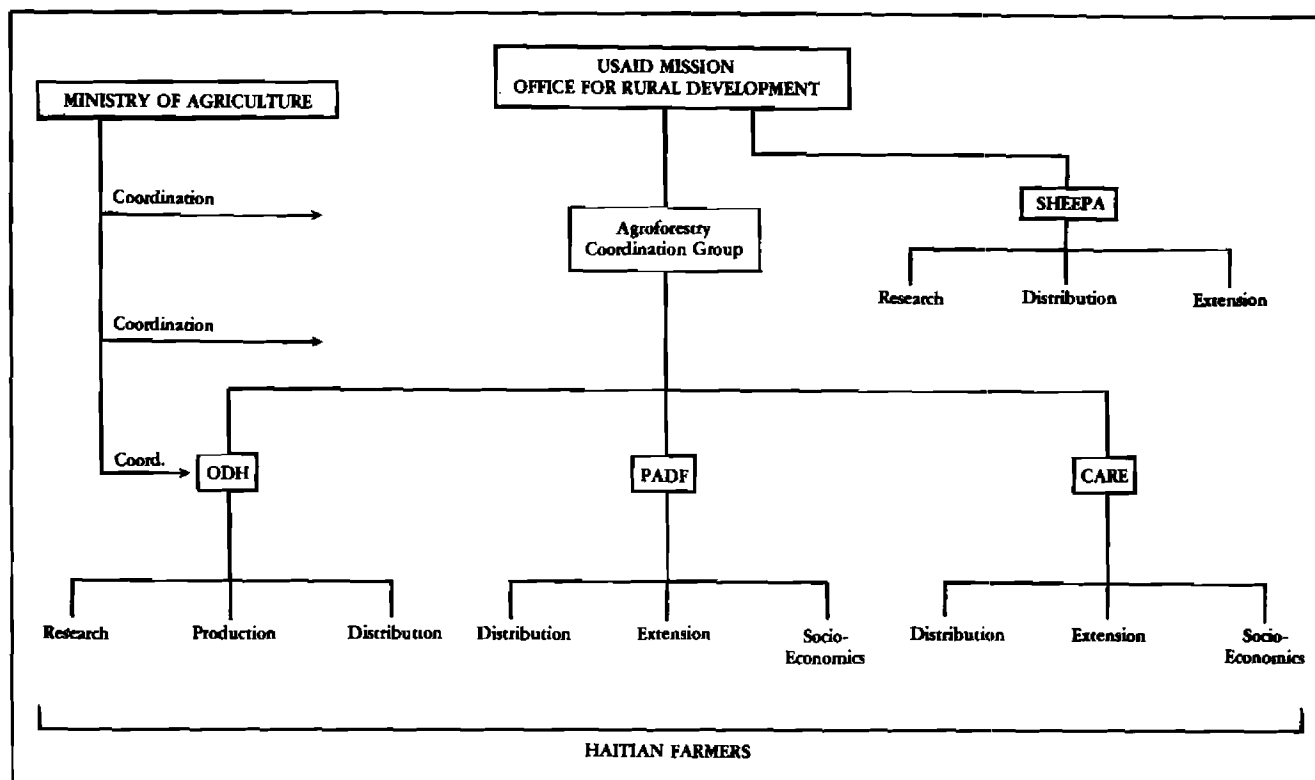 USAID MISSION
OFFICE FOR RURAL DEVELOPMENT
MINISTRY OF AGRICULTURE
Coordination
SHEEPA
Agroforestry
Coordination Group
Research
Distribution
Extension
Coordination
Coord.
ODH
PADF
CARE
Research
Production
Distribution
Distribution
Extension
Socio-
Economics
Distribution
Extension
Socio-
Economics
HAITIAN FARMERS